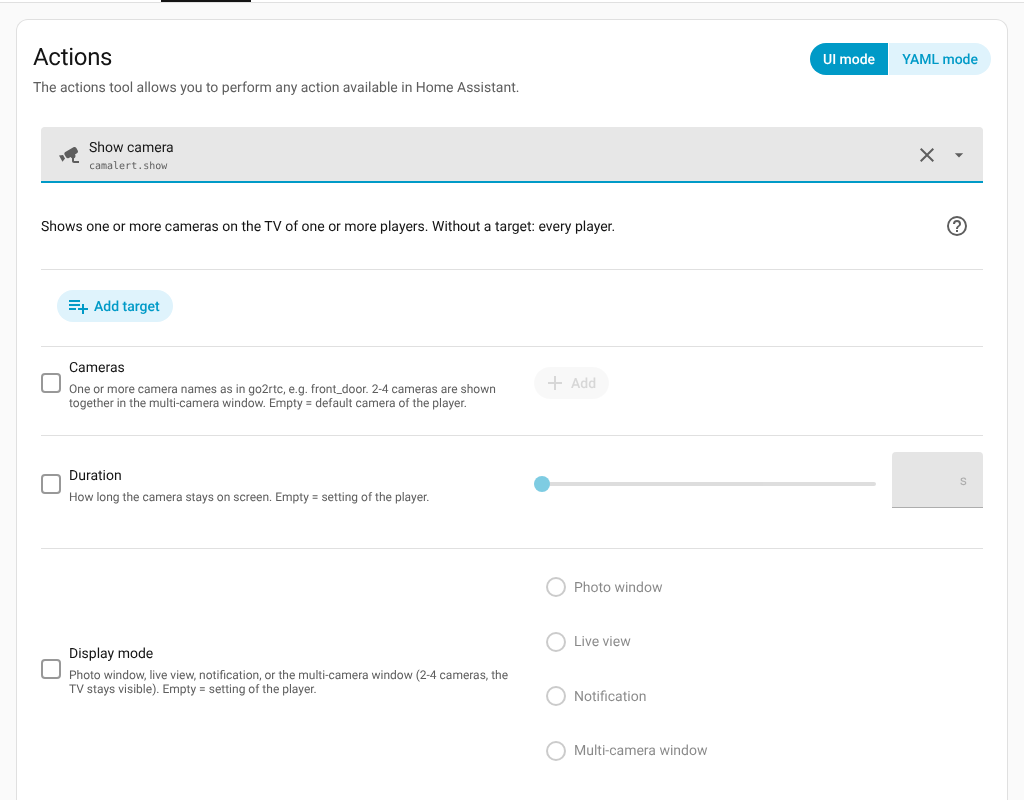 Actions
UI mode
YAML mode
The actions tool allows you to perform any action available in Home Assistant.
Show camera
camalert.show
Shows one or more cameras on the TV of one or more players. Without a target: every player.
Add target
Cameras
One or more camera names as in go2rtc, e.g. front_door. 2-4 cameras are shown
together in the multi-camera window. Empty = default camera of the player.
Add
Duration
How long the camera stays on screen. Empty = setting of the player.
s
Photo window
Live view
Display mode
Photo window, live view, notification, or the multi-camera window (2-4 cameras, the
TV stays visible). Empty = setting of the player.
Notification
Multi-camera window